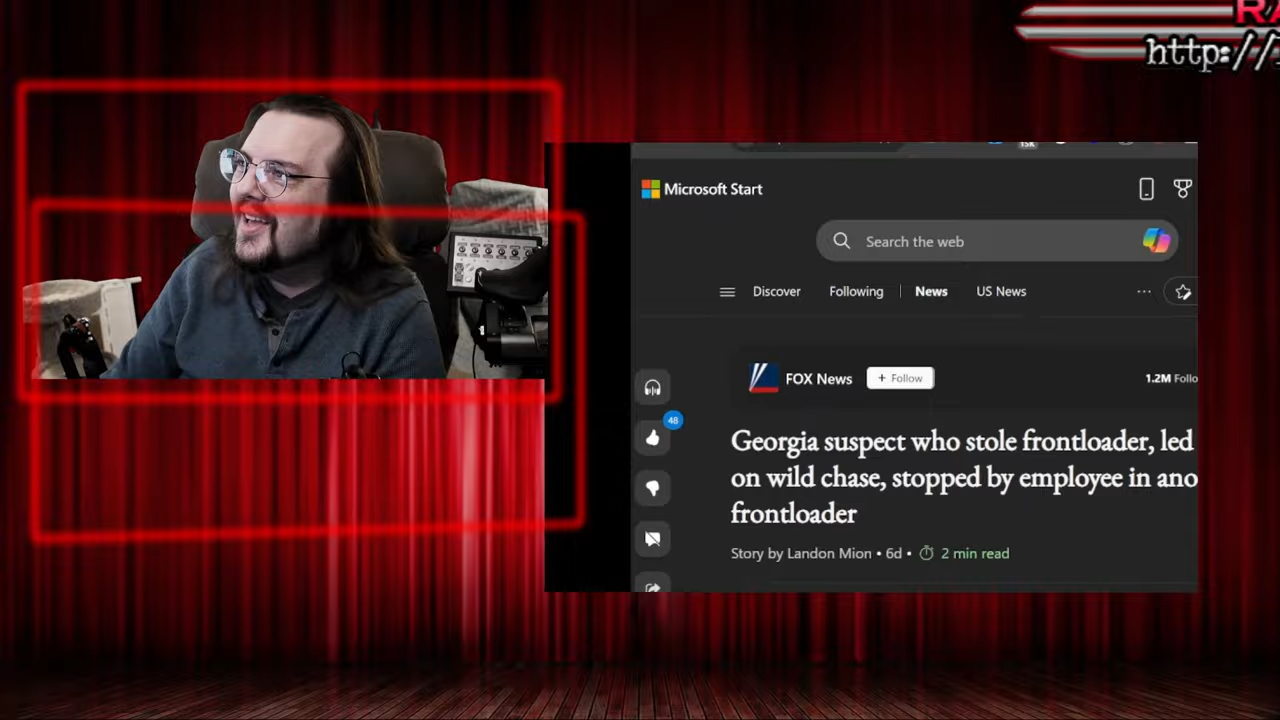 http://
15k
Microsoft Start
Search the web
Discover
Following
News
US News
FOX News
+ Follow
1.2M Follo
48
Georgia suspect who stole frontloader, led
on wild chase, stopped by employee in ano
frontloader
Story by Landon Mion • 6d • 2 min read